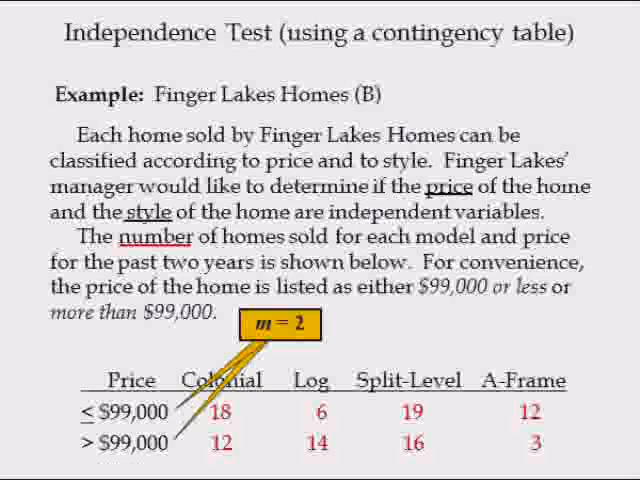 Independence Test (using a contingency table)
Example: Finger Lakes Homes (B)
Each home sold by Finger Lakes Homes can be
classified according to price and to style. Finger Lakes'
manager would like to determine if the price of the home
and the style of the home are independent variables.
The number of homes sold for each model and price
for the past two years is shown below. For convenience,
the price of the home is listed as either $99,000 or less or
more than $99,000.
m = 2
Price Colonial Log Split-Level A-Frame
≤ $99,000 18 6 19 12
> $99,000 12 14 16 3